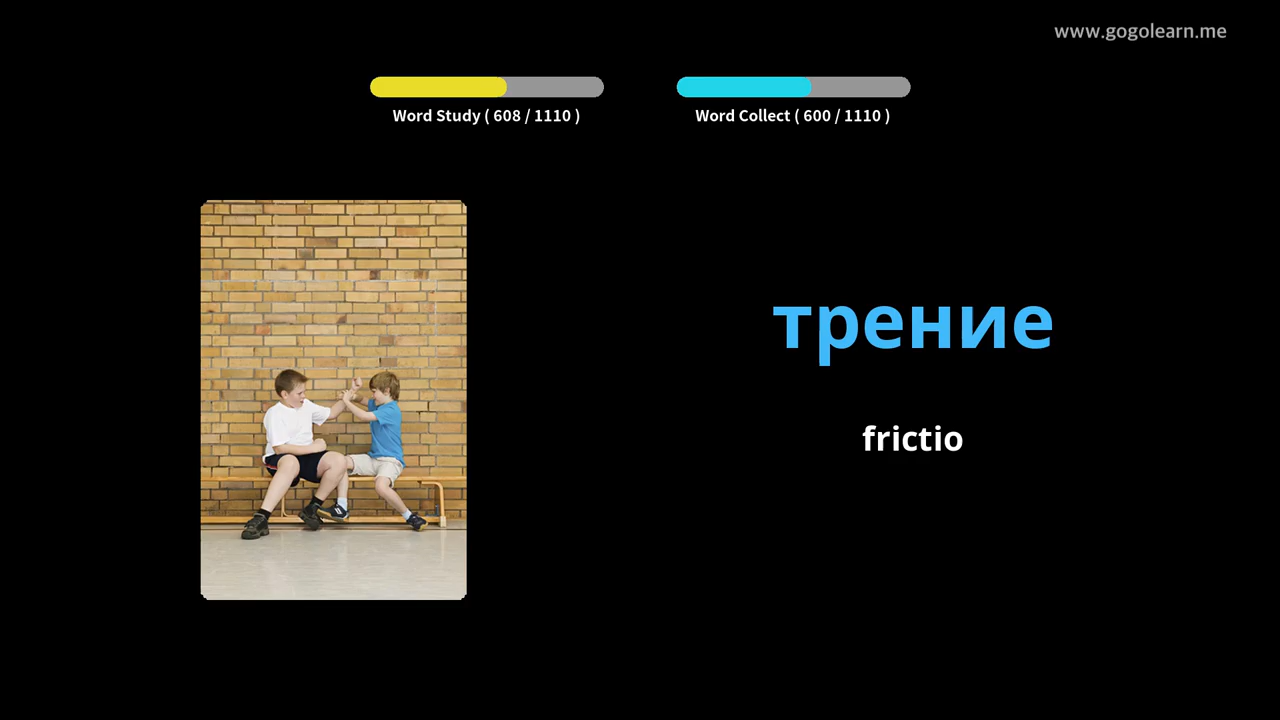 www.gogolearn.me
Word Study ( 608 / 1110 )
Word Collect ( 600 / 1110 )
трение
frictio